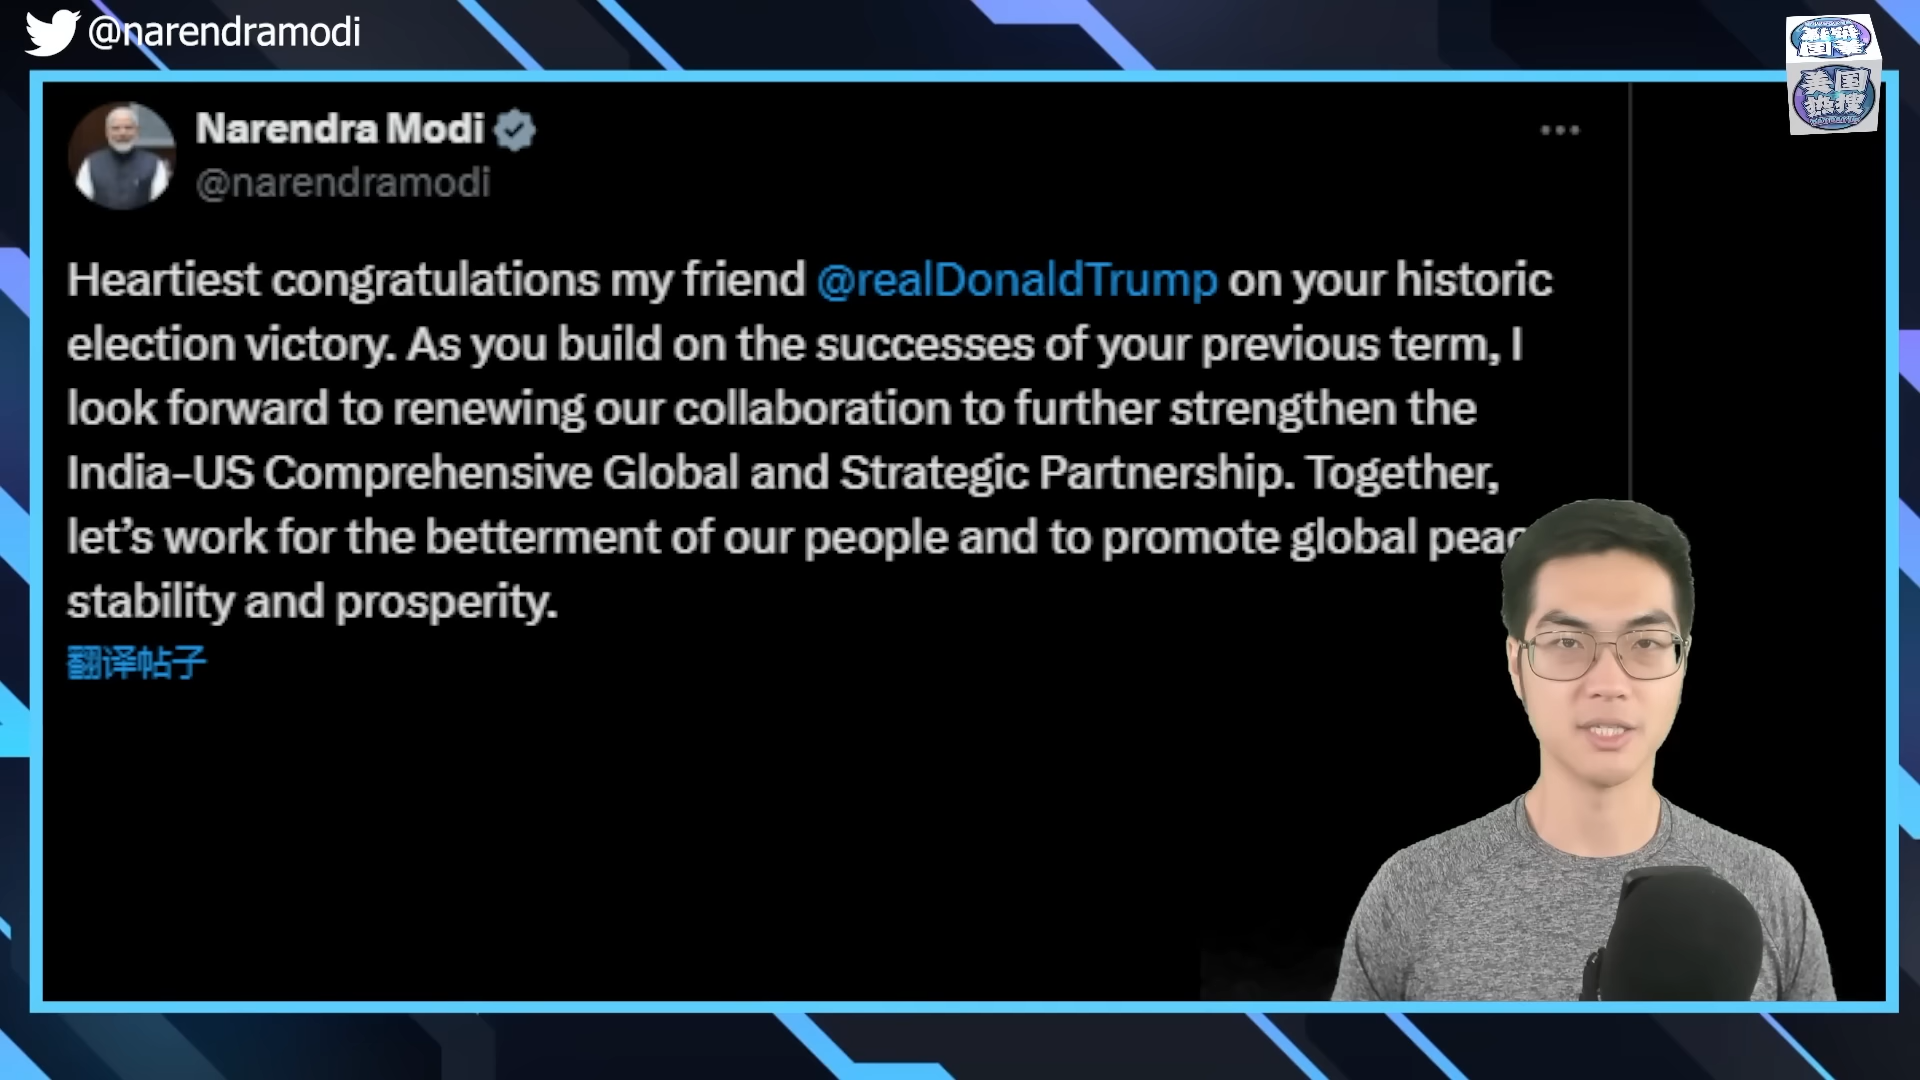 @narendramodi
美国热搜
Narendra Modi
@narendramodi
Heartiest congratulations my friend @realDonaldTrump on your historic
election victory. As you build on the successes of your previous term, I
look forward to renewing our collaboration to further strengthen the
India-US Comprehensive Global and Strategic Partnership. Together,
let’s work for the betterment of our people and to promote global
stability and prosperity.
翻译帖子